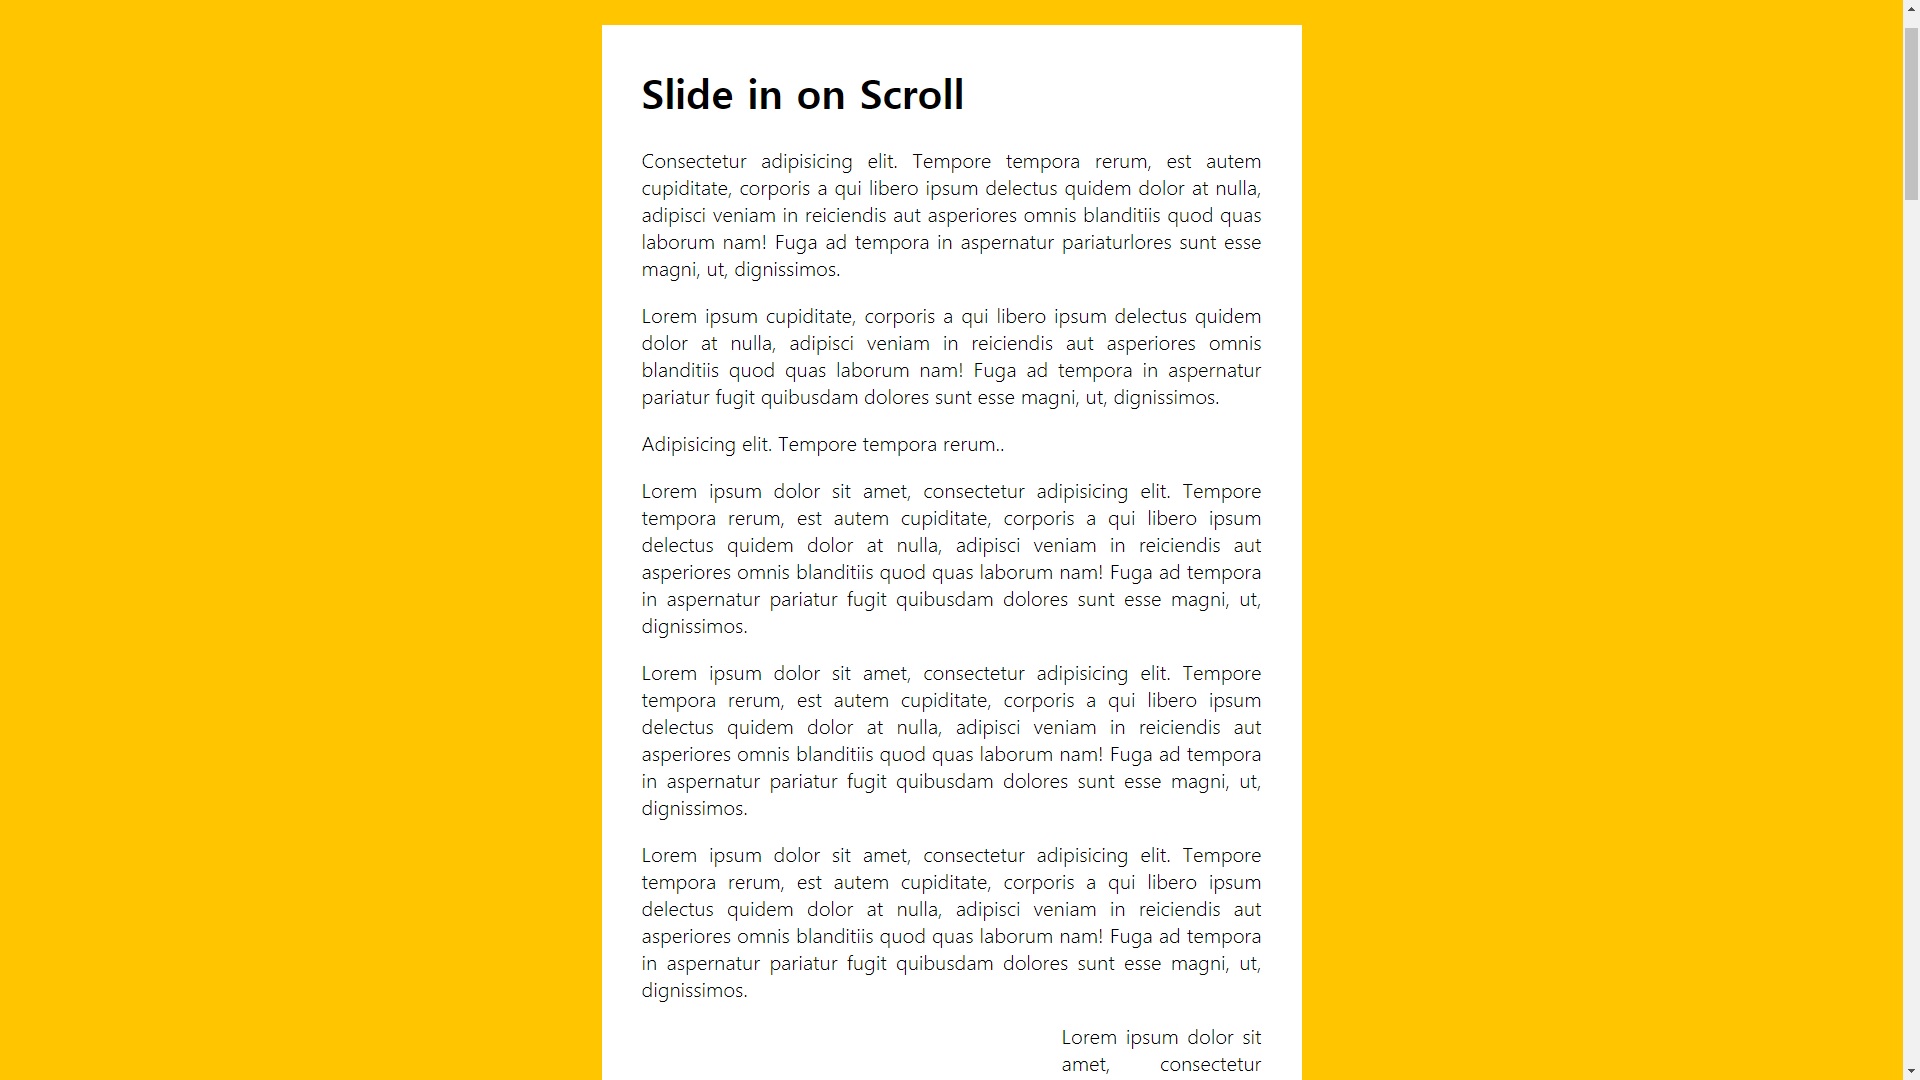 Slide in on Scroll
Consectetur adipisicing elit. Tempore tempora rerum, est autem
cupiditate, corporis a qui libero ipsum delectus quidem dolor at nulla,
adipisci veniam in reiciendis aut asperiores omnis blanditiis quod quas
laborum nam! Fuga ad tempora in aspernatur pariaturlores sunt esse
magni, ut, dignissimos.
Lorem ipsum cupiditate, corporis a qui libero ipsum delectus quidem
dolor at nulla, adipisci veniam in reiciendis aut asperiores omnis
blanditiis quod quas laborum nam! Fuga ad tempora in aspernatur
pariatur fugit quibusdam dolores sunt esse magni, ut, dignissimos.
Adipisicing elit. Tempore tempora rerum..
Lorem ipsum dolor sit amet, consectetur adipisicing elit. Tempore
tempora rerum, est autem cupiditate, corporis a qui libero ipsum
delectus quidem dolor at nulla, adipisci veniam in reiciendis aut
asperiores omnis blanditiis quod quas laborum nam! Fuga ad tempora
in aspernatur pariatur fugit quibusdam dolores sunt esse magni, ut,
dignissimos.
Lorem ipsum dolor sit amet, consectetur adipisicing elit. Tempore
tempora rerum, est autem cupiditate, corporis a qui libero ipsum
delectus quidem dolor at nulla, adipisci veniam in reiciendis aut
asperiores omnis blanditiis quod quas laborum nam! Fuga ad tempora
in aspernatur pariatur fugit quibusdam dolores sunt esse magni, ut,
dignissimos.
Lorem ipsum dolor sit amet, consectetur adipisicing elit. Tempore
tempora rerum, est autem cupiditate, corporis a qui libero ipsum
delectus quidem dolor at nulla, adipisci veniam in reiciendis aut
asperiores omnis blanditiis quod quas laborum nam! Fuga ad tempora
in aspernatur pariatur fugit quibusdam dolores sunt esse magni, ut,
dignissimos.
Lorem ipsum dolor sit
amet, consectetur